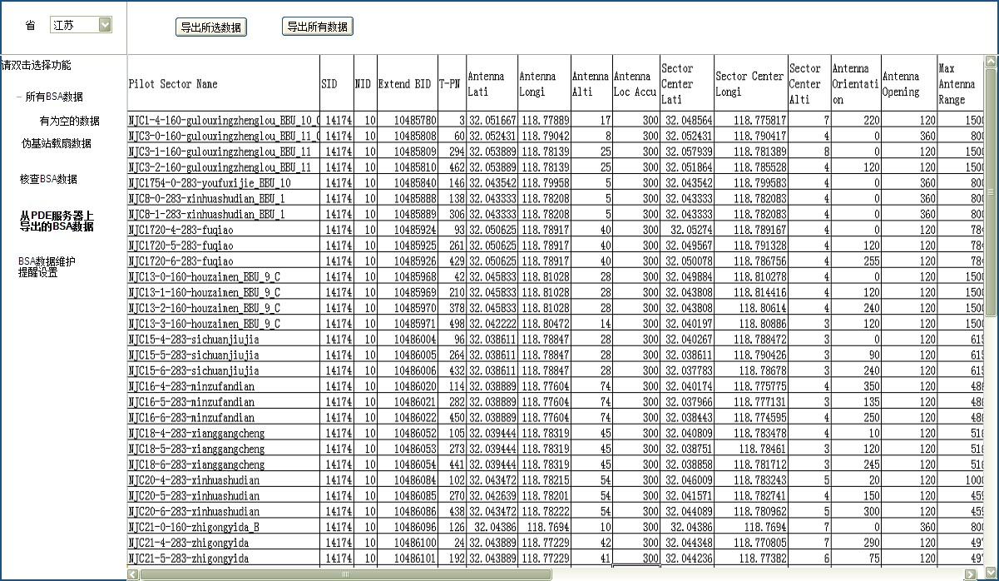 省 江苏 导出所选数据 导出所有数据
请双击选择功能
所有BSA数据
有为空的数据
伪基站载扇数据
核查BSA数据
从PDE服务器上
导出的BSA数据
BSA数据维护
提醒设置
Pilot Sector Name SID NID Extend BID T-PN Antenna Lati Antenna Longi Antenna Alti Antenna Loc Accu Sector Center Lati Sector Center Longi Sector Center Alti Antenna Orientation Antenna Opening Max Antenna Range
NJC1-4-160-gulouxingzhenglou_BBU_10_ 14174 10 10485780 3 32.051667 118.77889 17 300 32.048564 118.775817 7 220 120 1500
NJC3-0-160-gulouxingzhenglou_BBU_11_ 14174 10 10485808 60 32.052431 118.79042 8 300 32.052431 118.790417 4 0 360 800
NJC3-1-160-gulouxingzhenglou_BBU_11 14174 10 10485809 294 32.053889 118.78139 25 300 32.057939 118.781389 8 0 120 1500
NJC3-2-160-gulouxingzhenglou_BBU_11 14174 10 10485810 462 32.053889 118.78139 25 300 32.051864 118.785528 4 120 120 1500
NJC1754-0-283-youfuxijie_BBU_10 14174 10 10485840 146 32.043542 118.79958 5 300 32.043542 118.799583 4 0 360 800
NJC8-0-283-xinhuashudian_BBU_1 14174 10 10485888 138 32.043333 118.78208 5 300 32.043333 118.782083 4 0 360 800
NJC8-1-283-xinhuashudian_BBU_1 14174 10 10485889 306 32.043333 118.78208 5 300 32.043333 118.782083 4 0 360 800
NJC1720-4-283-fuqiao 14174 10 10485924 93 32.050625 118.78917 40 300 32.05274 118.789167 4 0 120 784
NJC1720-5-283-fuqiao 14174 10 10485925 261 32.050625 118.78917 40 300 32.049567 118.791328 4 120 120 784
NJC1720-6-283-fuqiao 14174 10 10485926 429 32.050625 118.78917 40 300 32.050078 118.786756 4 255 120 784
NJC13-0-160-houzaimen_BBU_9_C 14174 10 10485968 42 32.045833 118.81028 28 300 32.049884 118.810278 4 0 120 1500
NJC13-1-160-houzaimen_BBU_9_C 14174 10 10485969 210 32.045833 118.81028 28 300 32.043808 118.814416 4 120 120 1500
NJC13-2-160-houzaimen_BBU_9_C 14174 10 10485970 378 32.045833 118.81028 28 300 32.043808 118.80614 4 240 120 1500
NJC13-3-160-houzaimen_BBU_9_C 14174 10 10485971 498 32.042222 118.80472 14 300 32.040197 118.80886 3 120 120 1500
NJC15-4-283-sichuanjiujia 14174 10 10486004 96 32.038611 118.78847 28 300 32.040267 118.788472 3 0 120 615
NJC15-5-283-sichuanjiujia 14174 10 10486005 264 32.038611 118.78847 28 300 32.038611 118.790426 3 90 120 615
NJC15-6-283-sichuanjiujia 14174 10 10486006 432 32.038611 118.78847 28 300 32.037783 118.78678 3 240 120 615
NJC16-4-283-minzufandian 14174 10 10486020 114 32.038889 118.77604 74 300 32.040174 118.775775 4 350 120 486
NJC16-5-283-minzufandian 14174 10 10486021 282 32.038889 118.77604 74 300 32.037966 118.777131 3 135 120 486
NJC16-6-283-minzufandian 14174 10 10486022 450 32.038889 118.77604 74 300 32.038443 118.774595 4 250 120 486
NJC18-4-283-xianggangcheng 14174 10 10486052 105 32.039444 118.78319 45 300 32.040809 118.783478 4 10 120 516
NJC18-5-283-xianggangcheng 14174 10 10486053 273 32.039444 118.78319 45 300 32.038751 118.78461 3 120 120 516
NJC18-6-283-xianggangcheng 14174 10 10486054 441 32.039444 118.78319 45 300 32.038858 118.781712 3 245 120 516
NJC20-4-283-xinhuashudian 14174 10 10486084 102 32.043472 118.78215 54 300 32.046009 118.783243 5 20 120 1000
NJC20-5-283-xinhuashudian 14174 10 10486085 270 32.042639 118.78201 54 300 32.041571 118.782741 4 150 120 459
NJC20-6-283-xinhuashudian 14174 10 10486086 438 32.043472 118.78222 54 300 32.044089 118.780962 5 300 120 459
NJC21-0-160-zhigongyida_B 14174 10 10486096 126 32.04386 118.7694 10 300 32.04386 118.7694 7 0 360 800
NJC21-4-283-zhigongyida 14174 10 10486100 24 32.043889 118.77229 42 300 32.044348 118.770805 7 290 120 497
NJC21-5-283-zhigongyida 14174 10 10486101 192 32.043889 118.77229 41 300 32.044236 118.77382 6 75 120 497